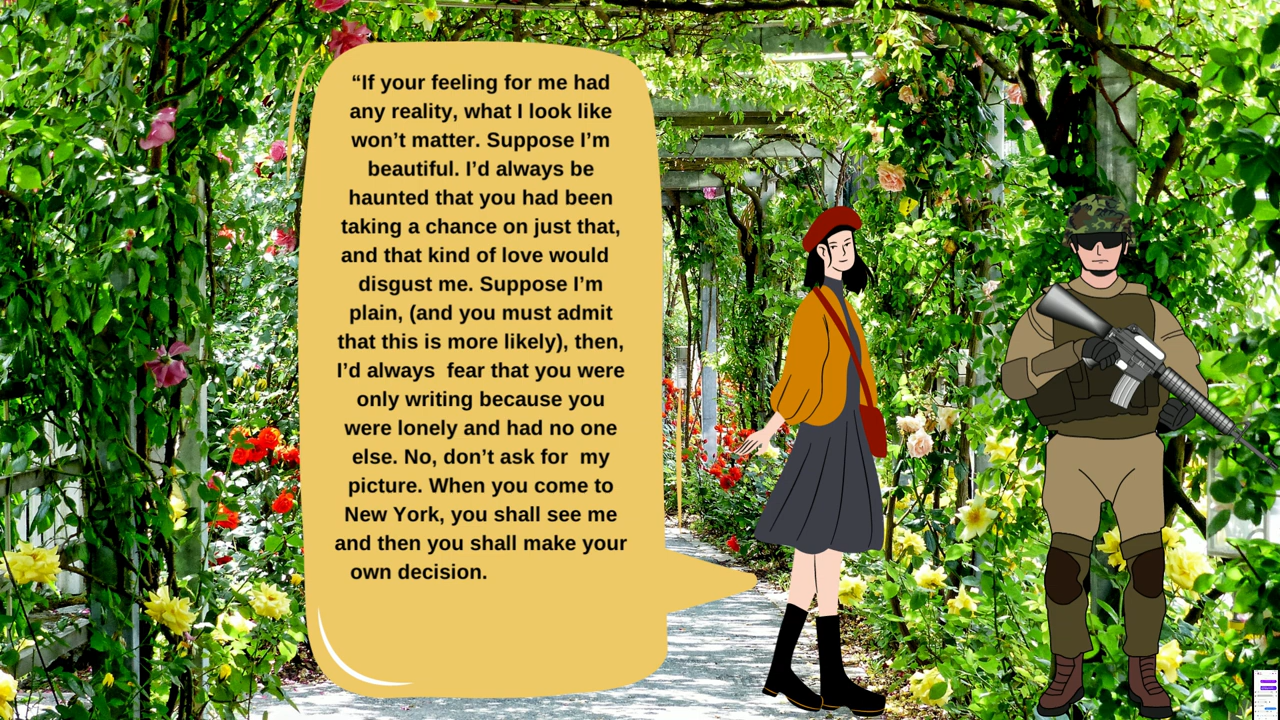 “If your feeling for me had
any reality, what I look like
won’t matter. Suppose I’m
beautiful. I’d always be
haunted that you had been
taking a chance on just that,
and that kind of love would
disgust me. Suppose I’m
plain, (and you must admit
that this is more likely), then,
I’d always  fear that you were
only writing because you
were lonely and had no one
else. No, don’t ask for  my
picture. When you come to
New York, you shall see me
and then you shall make your
own decision.